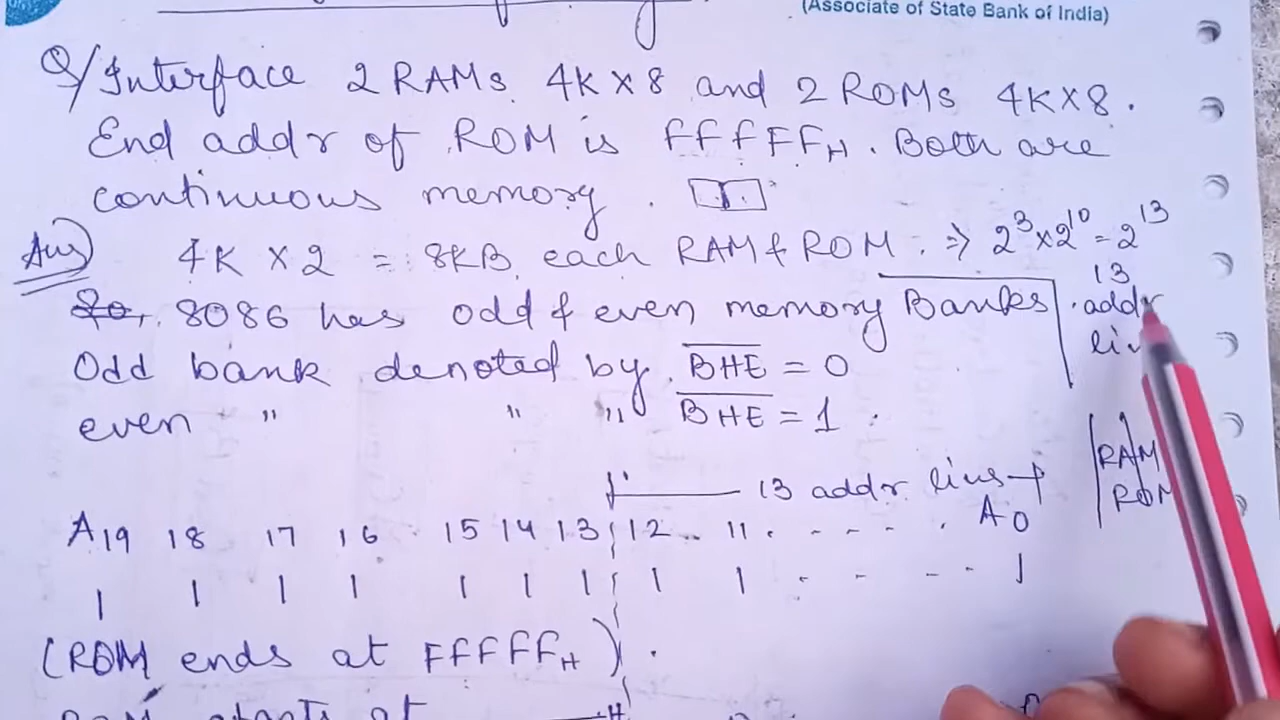 (Associate of State Bank of India)
Q/ Interface 2 RAMs 4K X 8 and 2 ROMs 4K X 8.
End addr of ROM is FFFFFH. Both are
continuous memory.
Ans) 4K X 2 = 8KB each RAM & ROM. ⇒ 2³ x 2¹⁰ = 2¹³
13
So, 8086 has odd & even memory Banks. addr
Odd bank denoted by B̅H̅E̅ = 0
even " " " B̅H̅E̅ = 1
RAM
13 addr lines →
A19 18 17 16 15 14 13 12 11 . - - - . A0
1 1 1 1 1 1 1 1 1 - - - - 1
(ROM ends at FFFFFH).